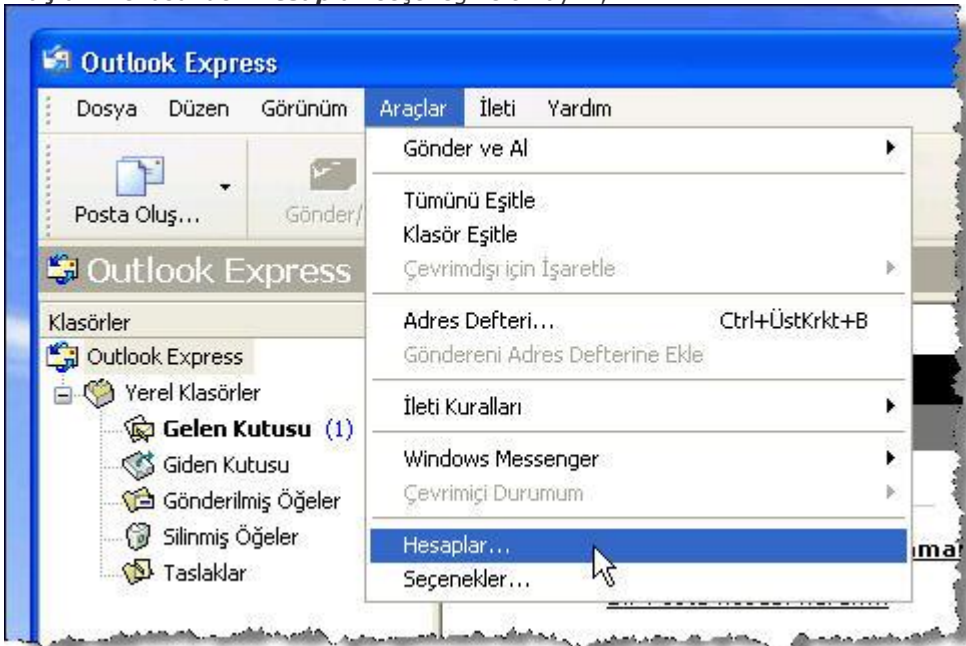 Outlook Express
Dosya Düzen Görünüm Araçlar İleti Yardım
Posta Oluş... Gönder/
Gönder ve Al
Tümünü Eşitle
Klasör Eşitle
Çevrimdışı için İşaretle
Adres Defteri... Ctrl+ÜstKrkt+B
Göndereni Adres Defterine Ekle
İleti Kuralları
Windows Messenger
Çevrimiçi Durumum
Hesaplar...
Seçenekler...
Outlook Express
Klasörler
Outlook Express
Yerel Klasörler
Gelen Kutusu (1)
Giden Kutusu
Gönderilmiş Öğeler
Silinmiş Öğeler
Taslaklar